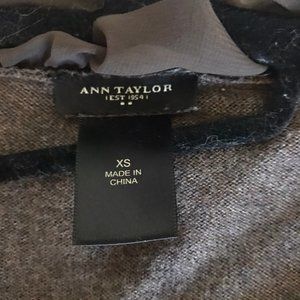 ANN TAYLOR
EST 1954
XS
MADE IN
CHINA